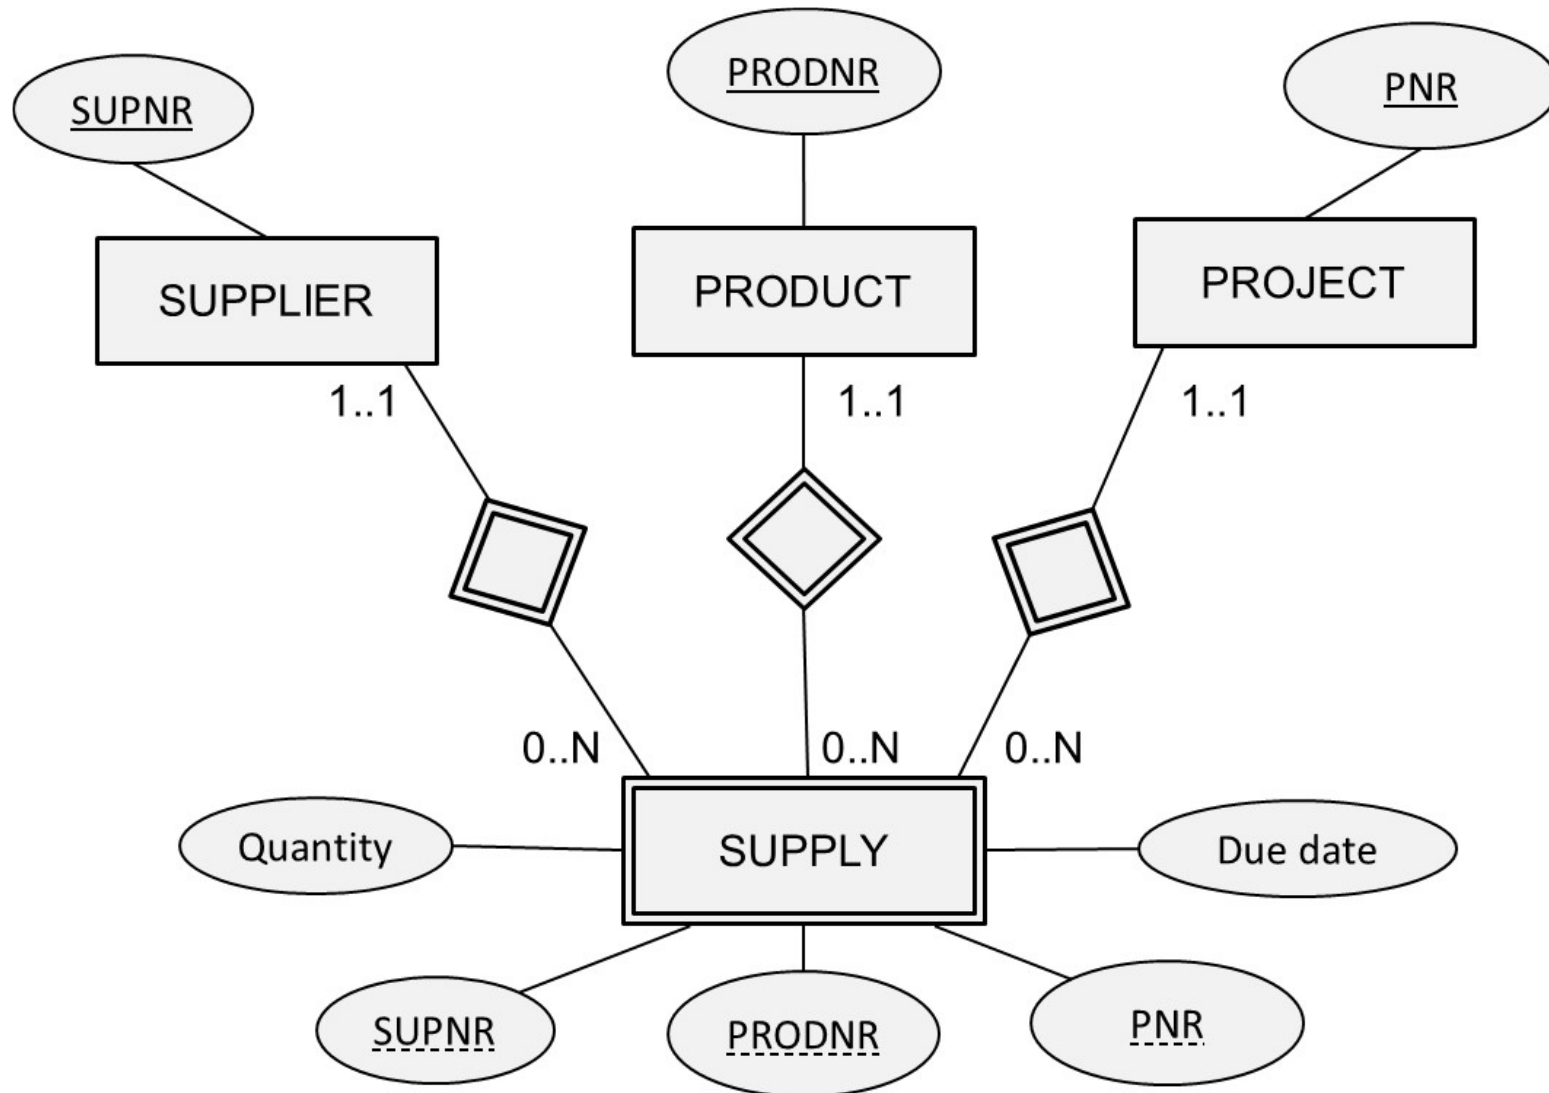 SUPNR
PRODNR
PNR
SUPPLIER
PRODUCT
PROJECT
1..1
1..1
1..1
0..N
0..N
0..N
Quantity
SUPPLY
Due date
SUPNR
PRODNR
PNR